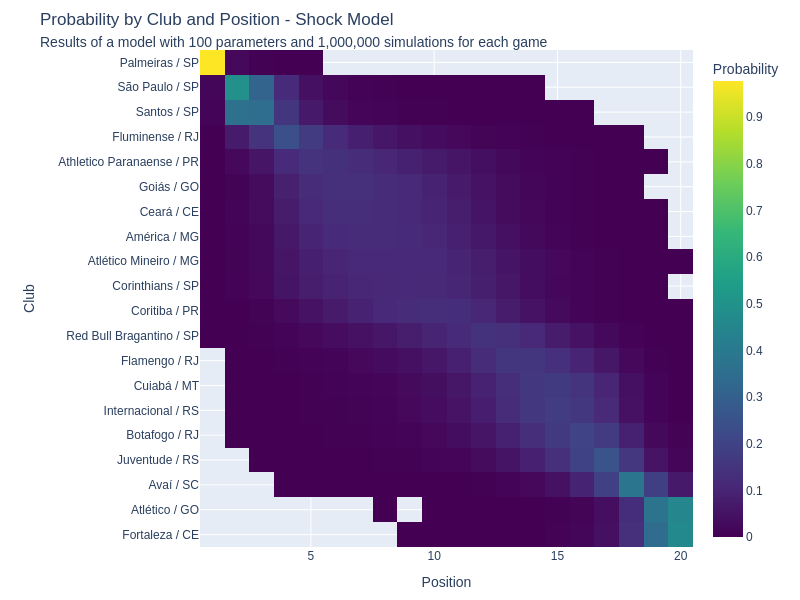 Probability by Club and Position - Shock Model
Results of a model with 100 parameters and 1,000,000 simulations for each game
Probability
Palmeiras / SP
São Paulo / SP
Santos / SP
Fluminense / RJ
Athletico Paranaense / PR
Goiás / GO
Ceará / CE
América / MG
Atlético Mineiro / MG
Corinthians / SP
Coritiba / PR
Red Bull Bragantino / SP
Flamengo / RJ
Cuiabá / MT
Internacional / RS
Botafogo / RJ
Juventude / RS
Avaí / SC
Atlético / GO
Fortaleza / CE
Club
5
10
15
20
Position
0.9
0.8
0.7
0.6
0.5
0.4
0.3
0.2
0.1
0